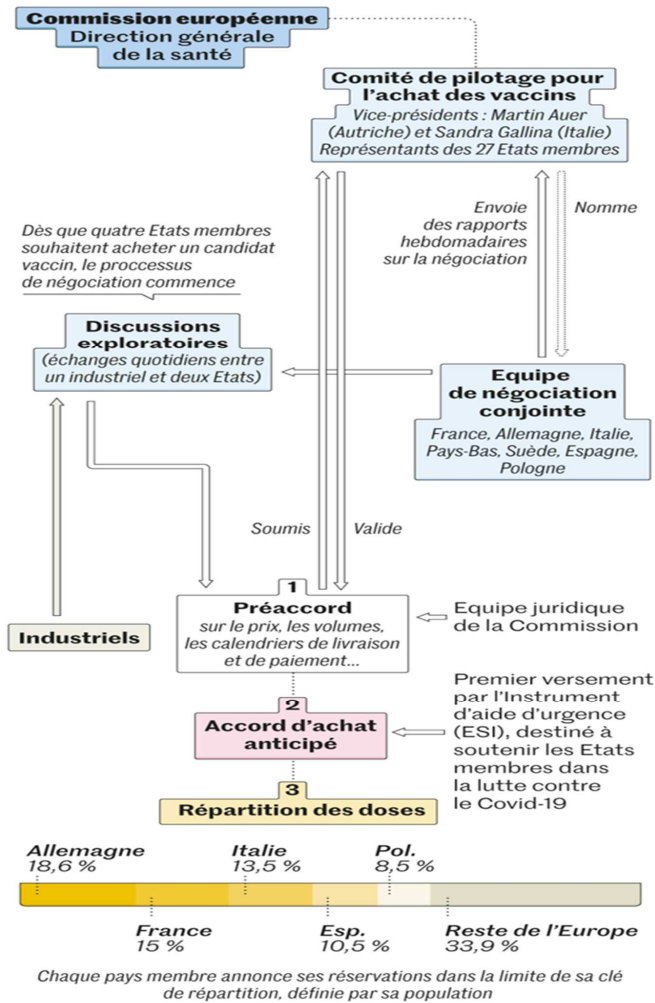 Commission européenne
Direction générale
de la santé
Comité de pilotage pour
l'achat des vaccins
Vice-présidents : Martin Auer
(Autriche) et Sandra Gallina (Italie)
Représentants des 27 Etats membres
Envoie
des rapports
hebdomadaires
sur la négociation
Nomme
Dès que quatre Etats membres
souhaitent acheter un candidat
vaccin, le proccessus
de négociation commence
Discussions
exploratoires
(échanges quotidiens entre
un industriel et deux Etats)
Equipe
de négociation
conjointe
France, Allemagne, Italie,
Pays-Bas, Suède, Espagne,
Pologne
Soumis
Valide
Industriels
1
Préaccord
sur le prix, les volumes,
les calendriers de livraison
et de paiement...
Equipe juridique
de la Commission
2
Accord d'achat
anticipé
Premier versement
par l'Instrument
d'aide d'urgence
(ESI), destiné à
soutenir les Etats
membres dans
la lutte contre
le Covid-19
3
Répartition des doses
Allemagne
18,6 %
Italie
13,5 %
Pol.
8,5 %
France
15 %
Esp.
10,5 %
Reste de l'Europe
33,9 %
Chaque pays membre annonce ses réservations dans la limite de sa clé
de répartition, définie par sa population